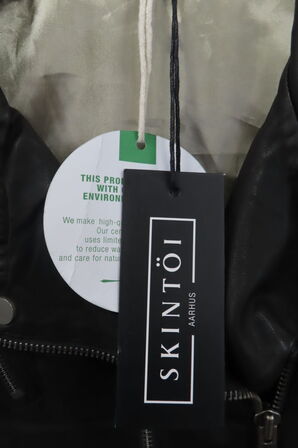 THIS PRO
WITH
ENVIRON
We make high-q
Our
uses limite
to reduce wa
and care for natu
SKINTÖI
AARHUS